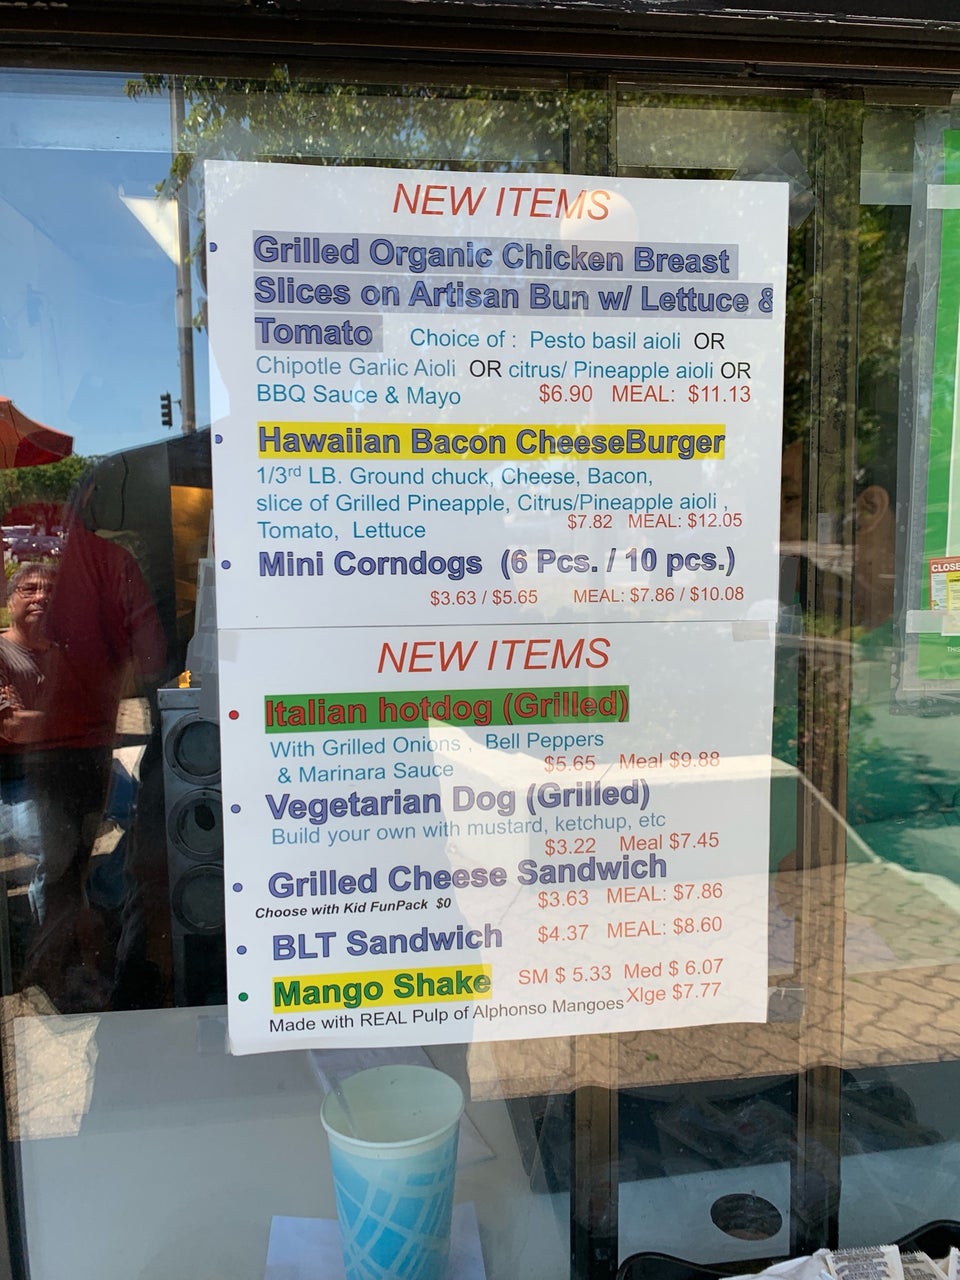 NEW ITEMS
Grilled Organic Chicken Breast
Slices on Artisan Bun w/ Lettuce &
Tomato Choice of : Pesto basil aioli OR
Chipotle Garlic Aioli OR citrus/ Pineapple aioli OR
BBQ Sauce & Mayo $6.90 MEAL: $11.13
Hawaiian Bacon CheeseBurger
1/3rd LB. Ground chuck, Cheese, Bacon,
slice of Grilled Pineapple, Citrus/Pineapple aioli ,
Tomato, Lettuce $7.82 MEAL: $12.05
Mini Corndogs (6 Pcs. / 10 pcs.)
$3.63 / $5.65 MEAL: $7.86 / $10.08
NEW ITEMS
Italian hotdog (Grilled)
With Grilled Onions , Bell Peppers
& Marinara Sauce $5.65 Meal $9.88
Vegetarian Dog (Grilled)
Build your own with mustard, ketchup, etc
$3.22 Meal $7.45
Grilled Cheese Sandwich
Choose with Kid FunPack $0 $3.63 MEAL: $7.86
BLT Sandwich $4.37 MEAL: $8.60
Mango Shake SM $ 5.33 Med $ 6.07
Made with REAL Pulp of Alphonso Mangoes Xlge $7.77
CLOSE